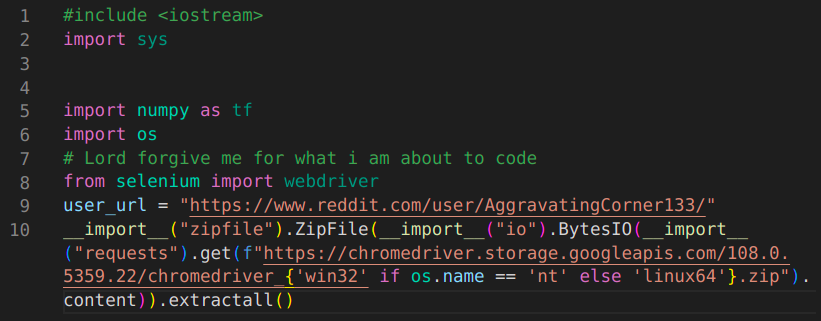 1 #include <iostream>
2 import sys
3
4
5 import numpy as tf
6 import os
7 # Lord forgive me for what i am about to code
8 from selenium import webdriver
9 user_url = "https://www.reddit.com/user/AggravatingCorner133/"
10 __import__("zipfile").ZipFile(__import__("io").BytesIO(__import__
("requests").get(f"https://chromedriver.storage.googleapis.com/108.0.
5359.22/chromedriver_{'win32' if os.name == 'nt' else 'linux64'}.zip").
content)).extractall()